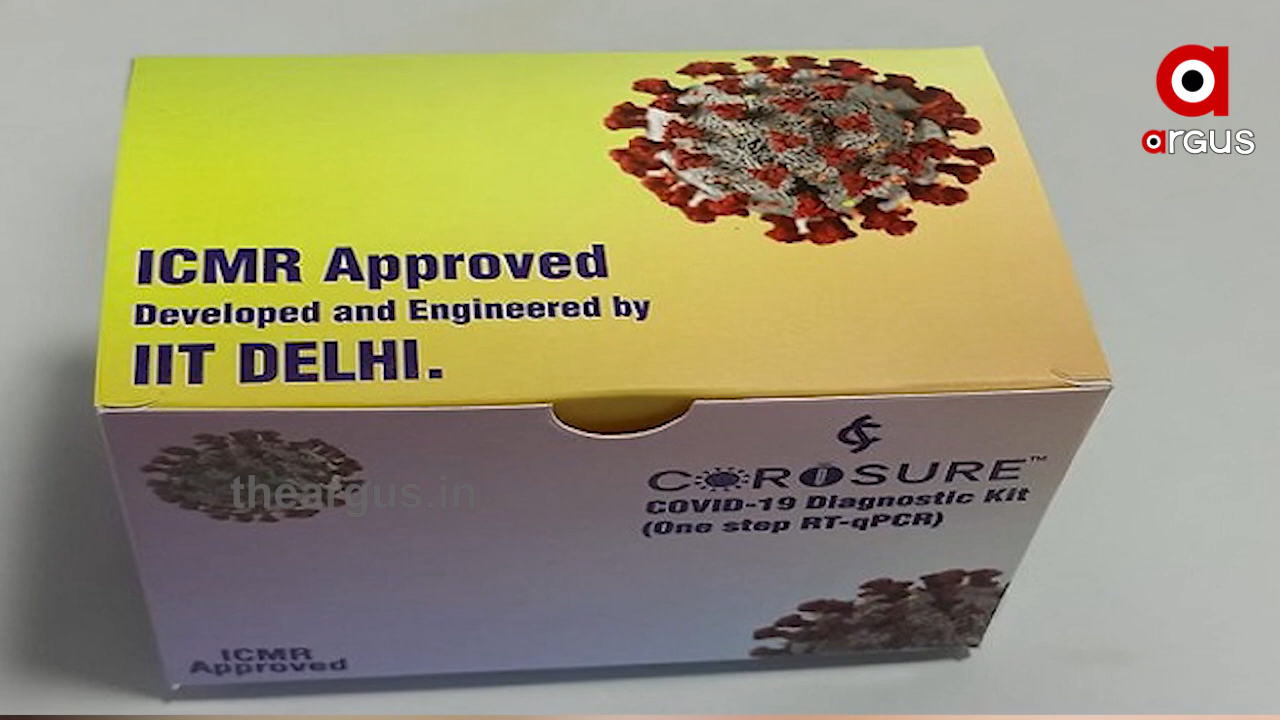 argus
ICMR Approved
Developed and Engineered by
IIT DELHI.
COROSURE™
COVID-19 Diagnostic Kit
(One step RT-qPCR)
theargus.in
ICMR
Approved